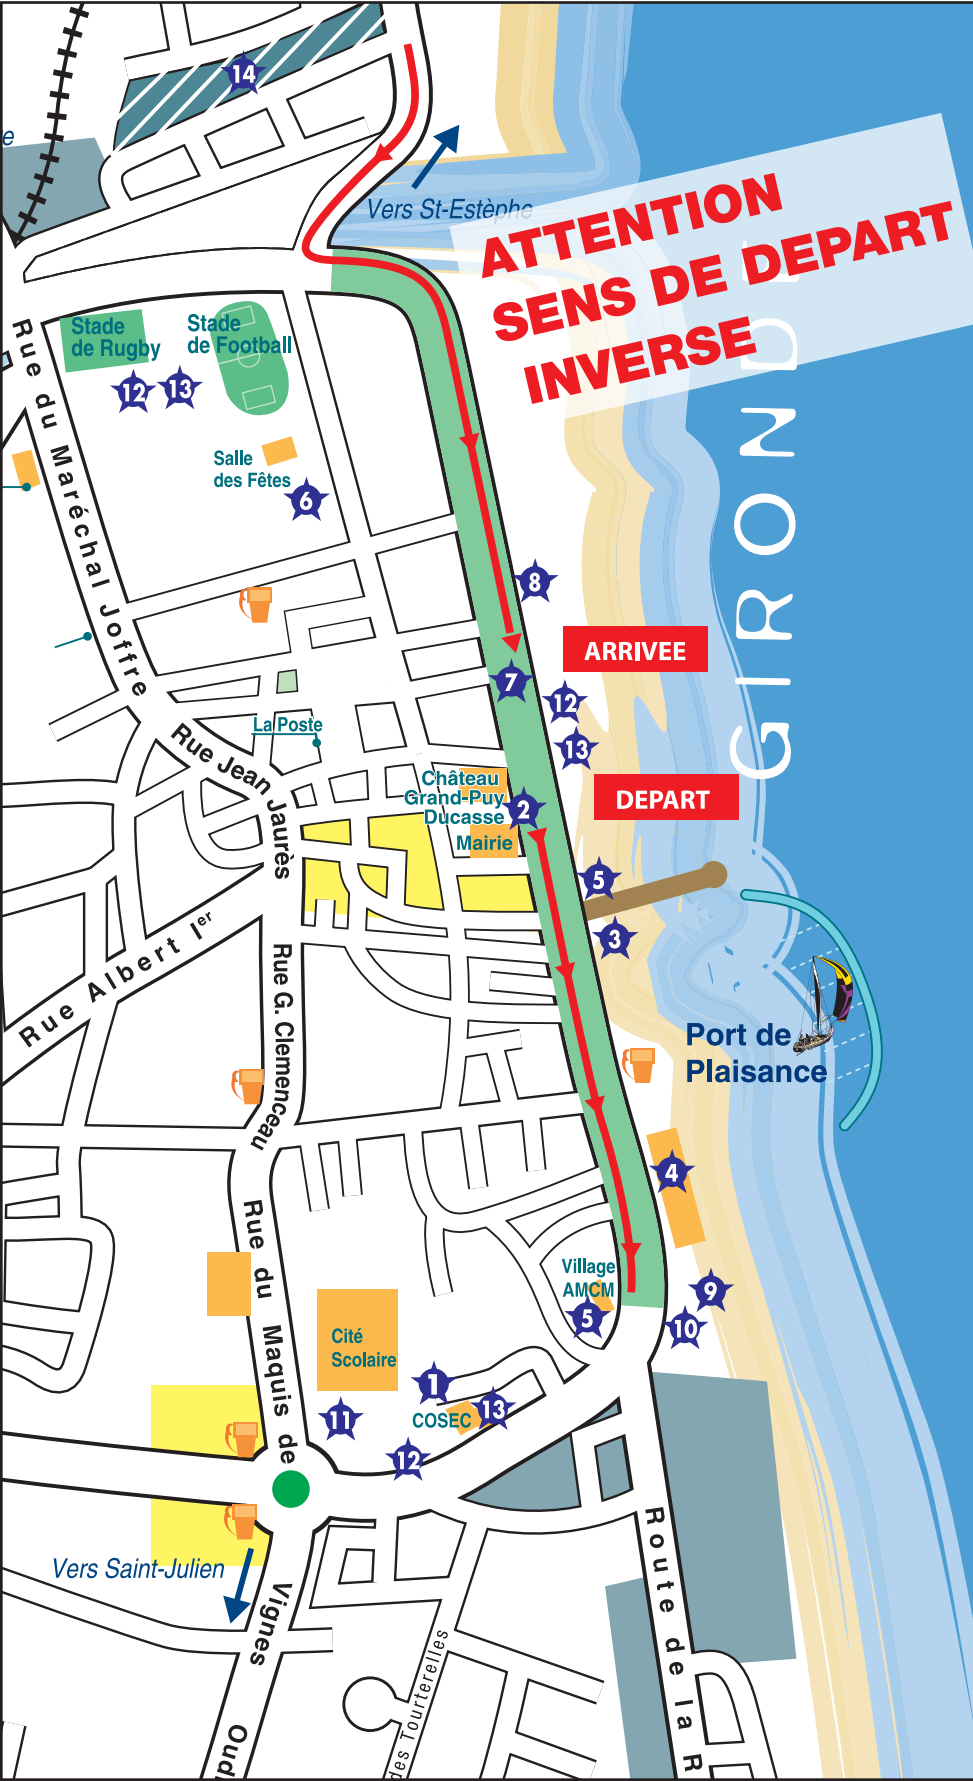 14
e
Vers St-Estèphe
ATTENTION
SENS DE DEPART
INVERSE
GIRONDE
Stade
de Rugby
Stade
de Football
12
13
Rue du Maréchal Joffre
Salle
des Fêtes
6
8
ARRIVEE
7
12
13
La Poste
Rue Jean Jaurès
Château
Grand-Puy
Ducasse
2
DEPART
Mairie
5
3
Rue Albert Ier
Rue G. Clemenceau
Port de
Plaisance
4
Village
AMCM
5
9
10
Rue du Maquis de
Cité
Scolaire
1
11
COSEC
13
12
Vers Saint-Julien
Vignes
Oud
des Tourterelles
Route de la R